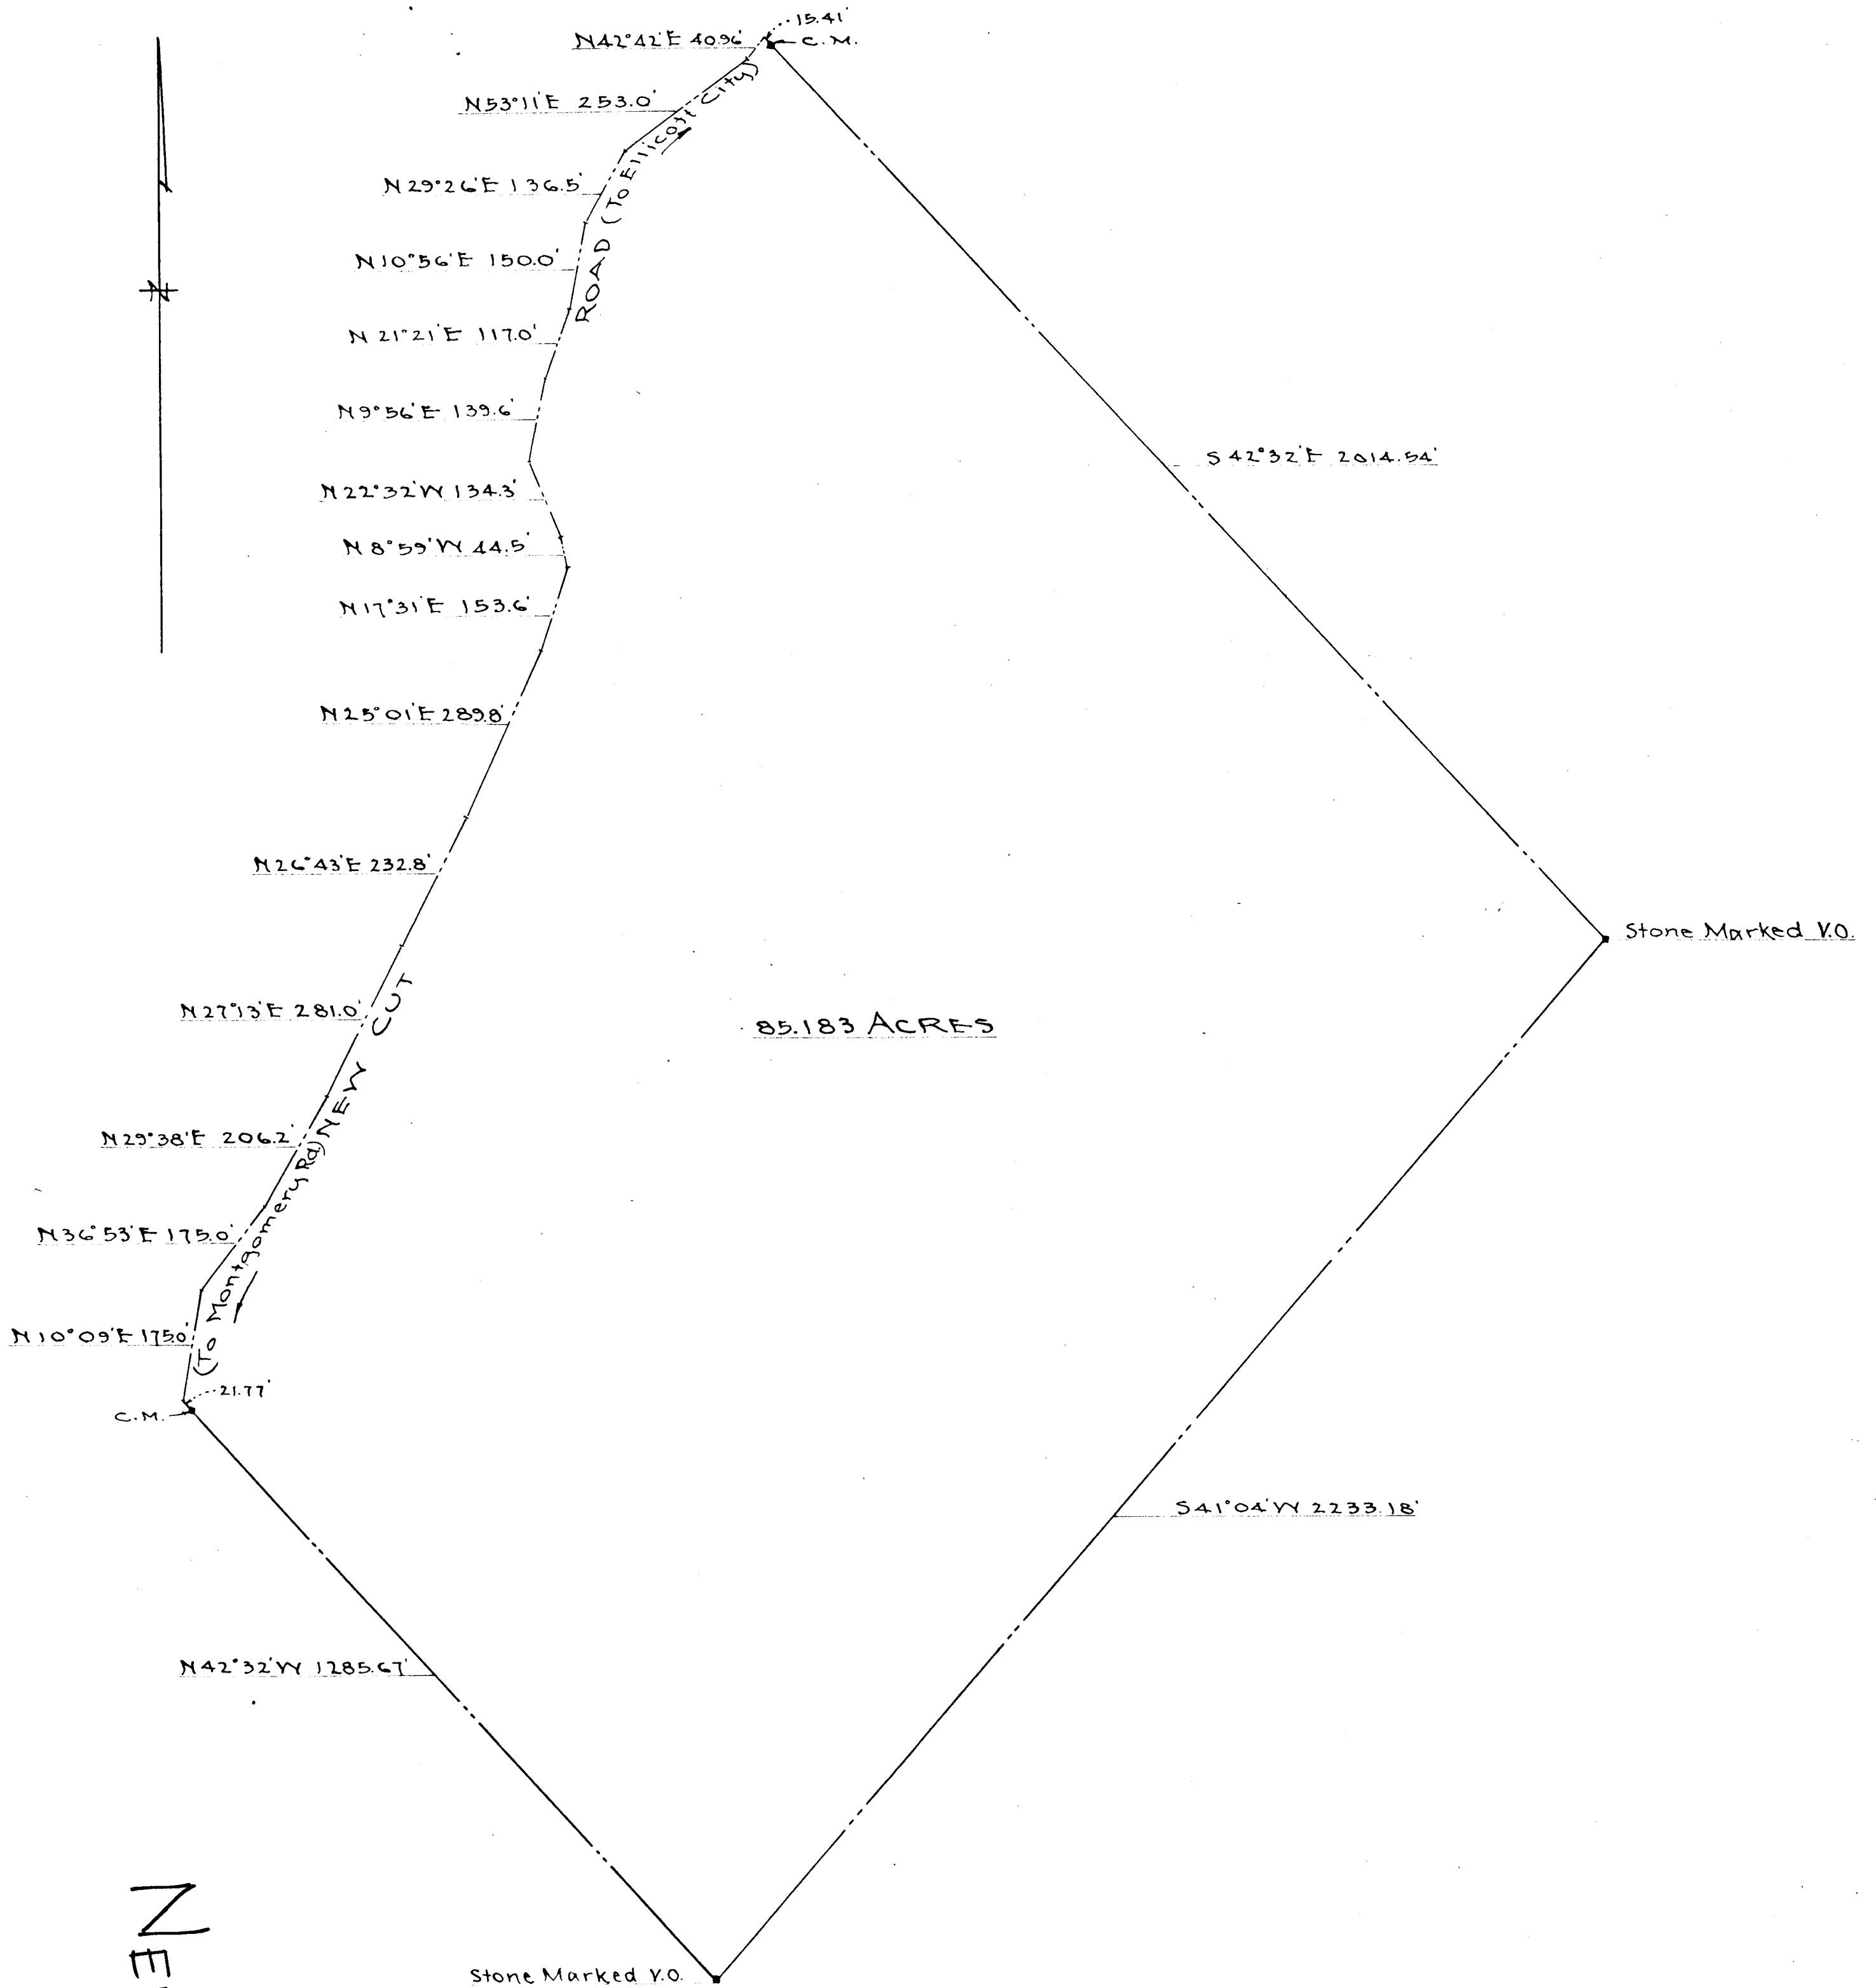 15.41'
N42°42'E 40.96'
C.M.
N53°11'E 253.0'
N29°26'E 136.5'
N10°56'E 150.0'
ROAD (To Ellicott City)
N
N 21°21'E 117.0'
N9°56'E 139.6'
S 42°32'E 2014.54'
N22°32'W 134.3'
N 8°59'W 44.5'
N17°31'E 153.6'
N25°01'E 289.8'
N26°43'E 232.8'
Stone Marked V.O.
N27°13'E 281.0'
85.183 ACRES
N29°38'E 206.2'
(To Montgomery Rd) NEW CUT
N36°53'E 175.0'
N10°09'E 175.0'
21.77'
C.M.
S41°04'W 2233.18'
N42°32'W 1285.67'
NE
Stone Marked V.O.